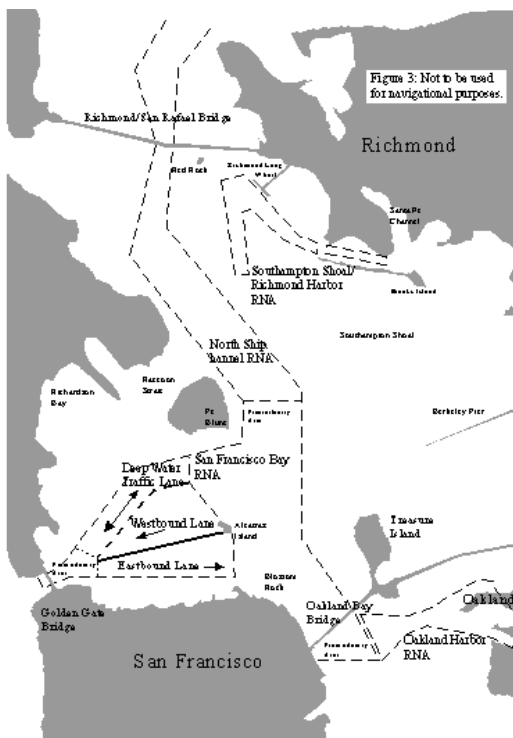 Figure 3: Not to be used
for navigational purposes.
Richmond/San Rafael Bridge
Richmond
Red Rock
Richmond Long
Wharf
Santa Fe
Channel
Southampton Shoal/
Richmond Harbor
RNA
Brooks Island
North Ship
Channel RNA
Southampton Shoal
Richardson
Bay
Raccoon
Strait
Pt
Blunt
Precautionary
Area
Berkeley Pier
San Francisco Bay
RNA
Deep Water
Traffic Lane
Westbound Lane
Alcatraz
Island
Treasure
Island
Eastbound Lane
Precautionary
Area
Blossom
Rock
Golden Gate
Bridge
Oakland Bay
Bridge
Oakland
Oakland Harbor
RNA
Precautionary
Area
San Francisco